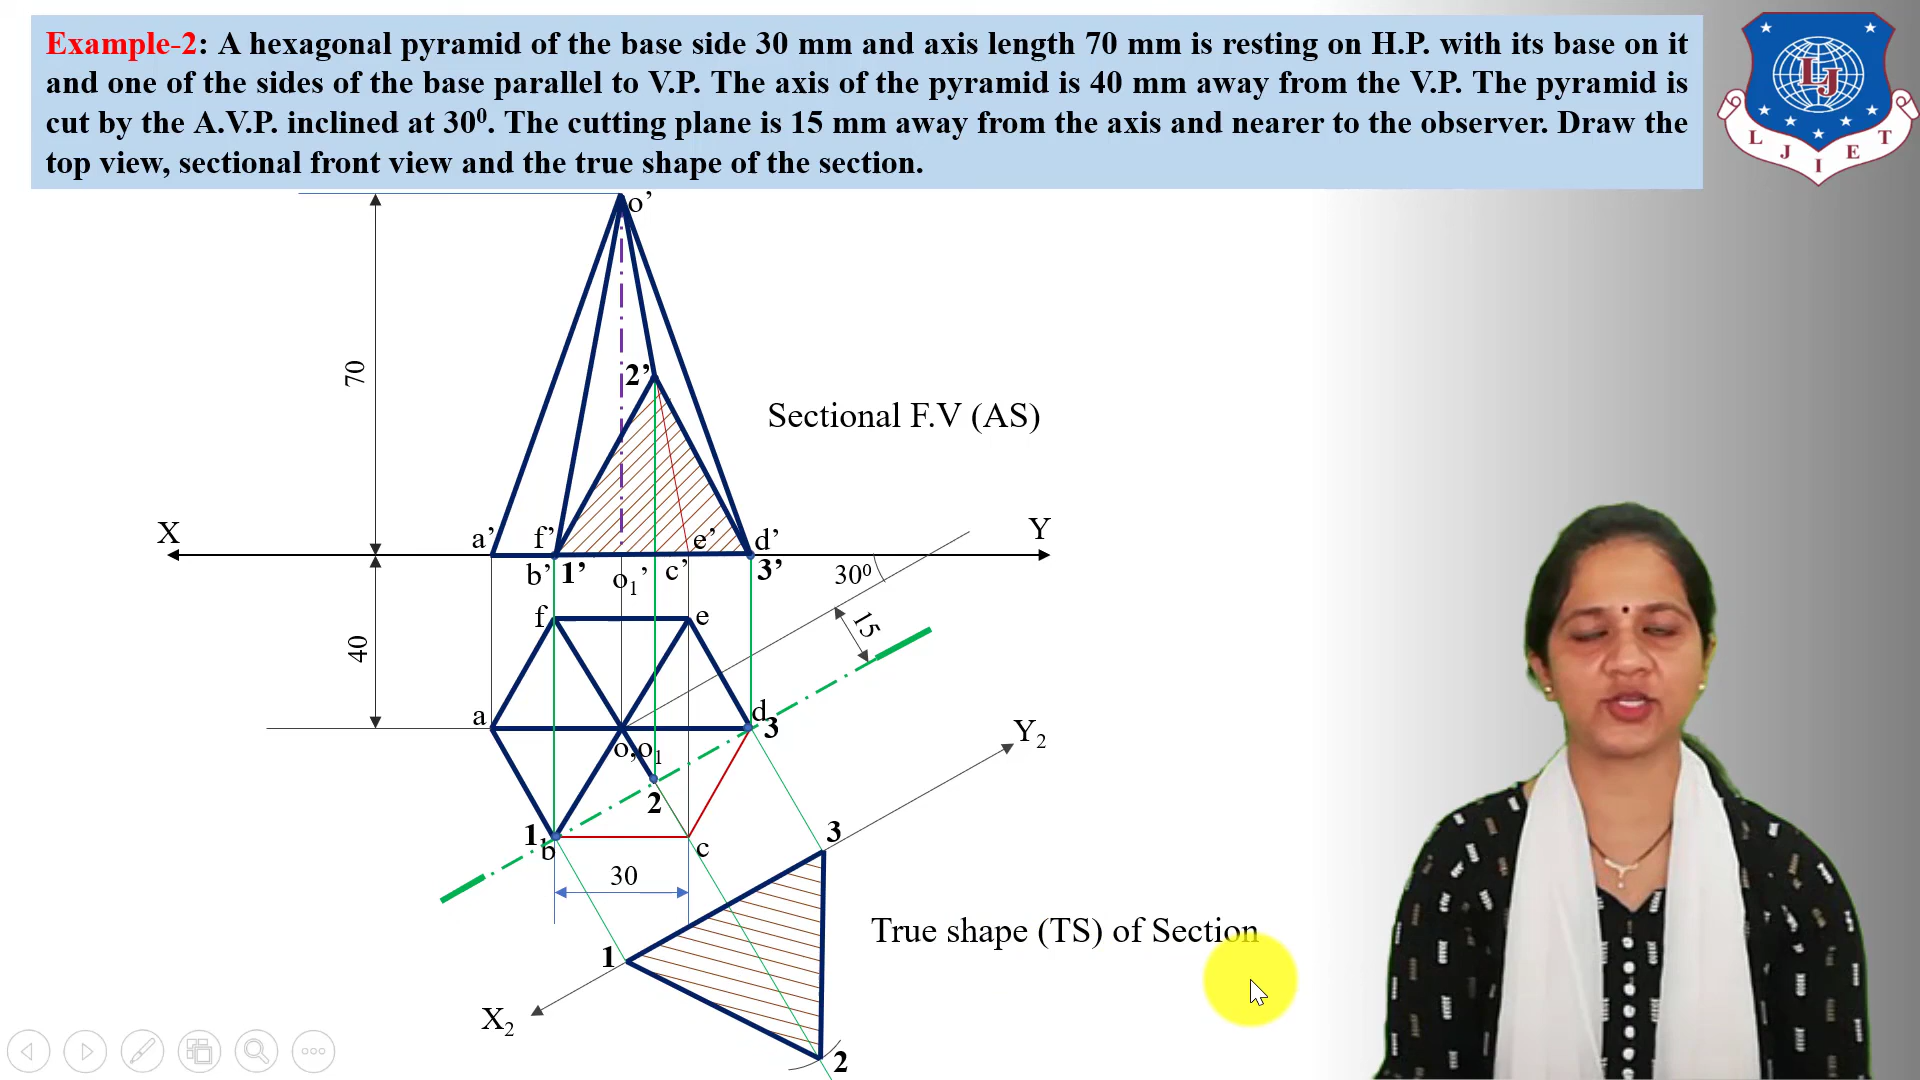 Example-2: A hexagonal pyramid of the base side 30 mm and axis length 70 mm is resting on H.P. with its base on it
and one of the sides of the base parallel to V.P. The axis of the pyramid is 40 mm away from the V.P. The pyramid is
cut by the A.V.P. inclined at 30⁰. The cutting plane is 15 mm away from the axis and nearer to the observer. Draw the
top view, sectional front view and the true shape of the section.
LJ
L J I E T
o’
70
2’
Sectional F.V (AS)
X
a’ f’ e’ d’
Y
b’ 1’ o₁’ c’ 3’
30⁰
f e
15
40
a d
3
o,o₁
Y₂
2
1 b c
3
30
True shape (TS) of Section
1
X₂
2